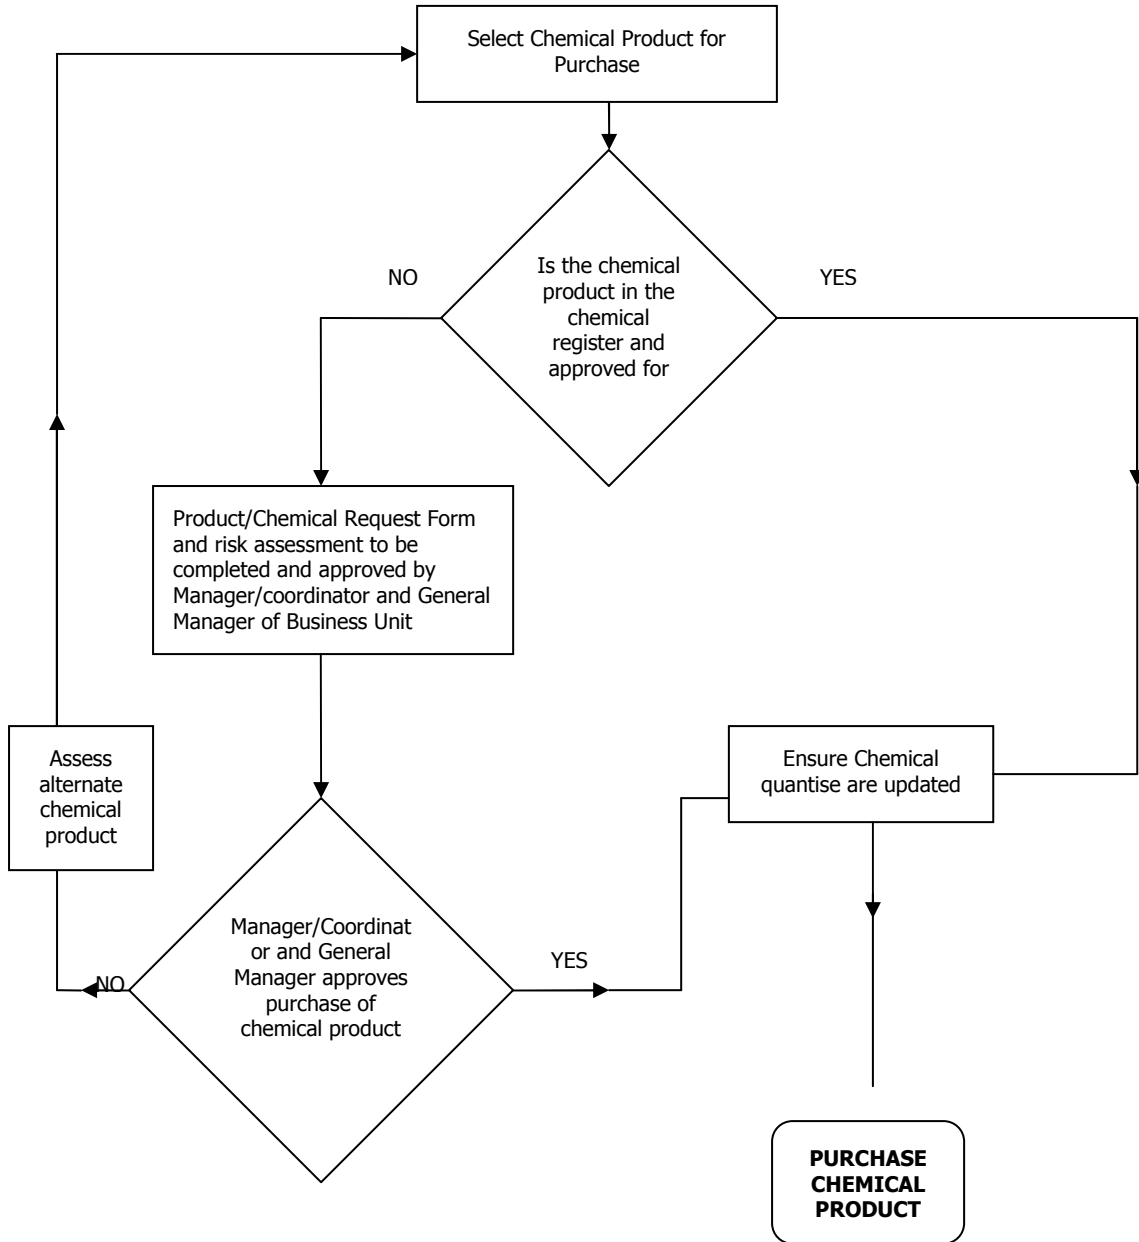 Select Chemical Product for
Purchase
NO
YES
Is the chemical
product in the
chemical
register and
approved for
Product/Chemical Request Form
and risk assessment to be
completed and approved by
Manager/coordinator and General
Manager of Business Unit
Assess
alternate
chemical
product
Ensure Chemical
quantise are updated
Manager/Coordinat
or and General
Manager approves
purchase of
chemical product
NO
YES
PURCHASE
CHEMICAL
PRODUCT